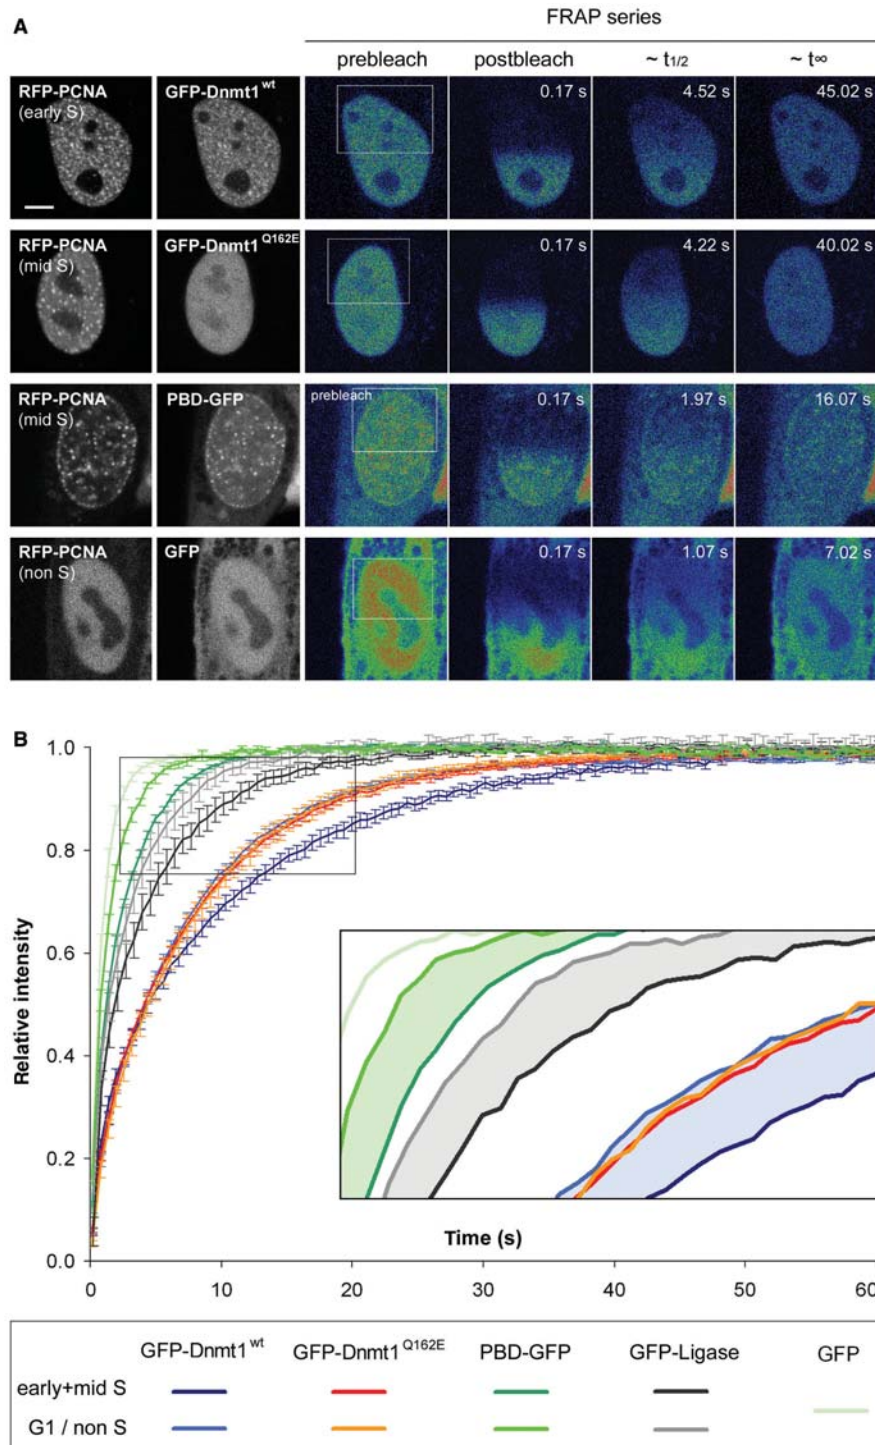 A
FRAP series
prebleach postbleach ~ t1/2 ~ t∞
RFP-PCNA
(early S)
GFP-Dnmt1wt
0.17 s
4.52 s
45.02 s
RFP-PCNA
(mid S)
GFP-Dnmt1Q162E
0.17 s
4.22 s
40.02 s
RFP-PCNA
(mid S)
PBD-GFP
prebleach
0.17 s
1.97 s
16.07 s
RFP-PCNA
(non S)
GFP
0.17 s
1.07 s
7.02 s
B
1.0
0.8
0.6
0.4
0.2
0.0
Relative intensity
Time (s)
0 10 20 30 40 50 60
GFP-Dnmt1wt GFP-Dnmt1Q162E PBD-GFP GFP-Ligase GFP
early+mid S
G1 / non S